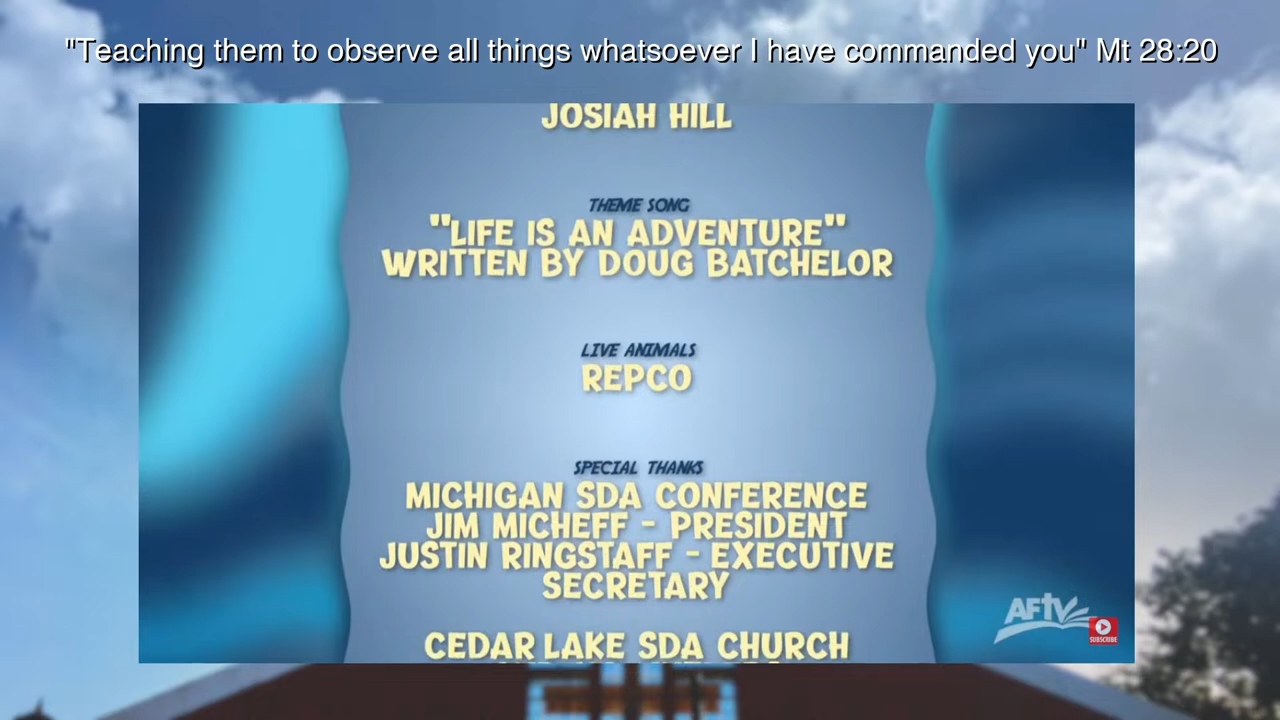 "Teaching them to observe all things whatsoever I have commanded you" Mt 28:20
JOSIAH HILL
THEME SONG
"LIFE IS AN ADVENTURE"
WRITTEN BY DOUG BATCHELOR
LIVE ANIMALS
REPCO
SPECIAL THANKS
MICHIGAN SDA CONFERENCE
JIM MICHEFF - PRESIDENT
JUSTIN RINGSTAFF - EXECUTIVE
SECRETARY
CEDAR LAKE SDA CHURCH
AFTV
SUBSCRIBE